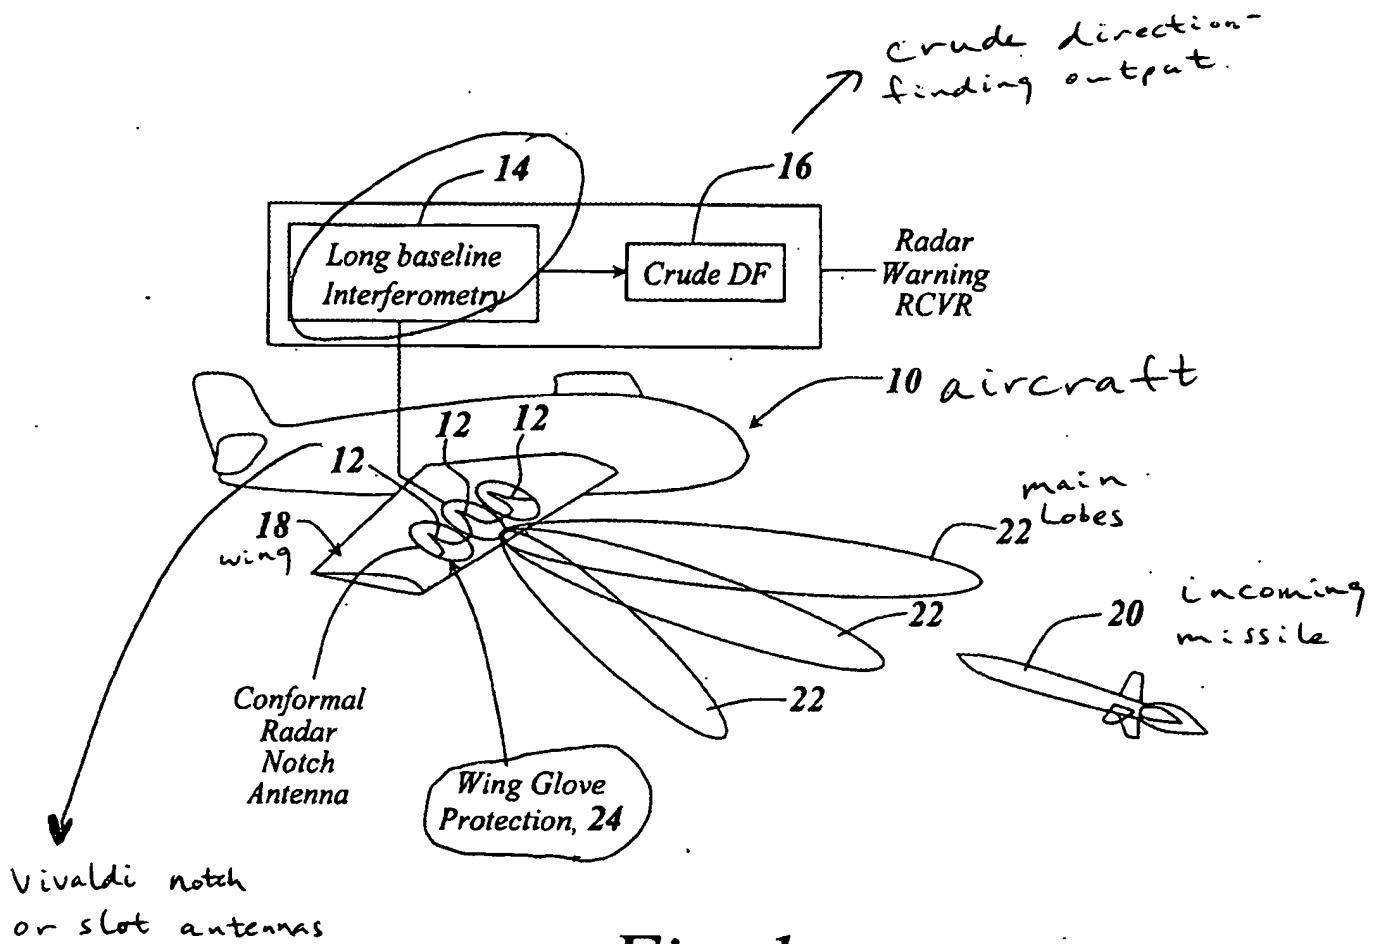 crude direction-
finding output.
14
16
Long baseline
Interferometry
Crude DF
Radar
Warning
RCVR
10 aircraft
12
12
12
main
lobes
22
18
wing
22
incoming
20 missile
22
Conformal
Radar
Notch
Antenna
Wing Glove
Protection, 24
Vivaldi notch
or slot antennas